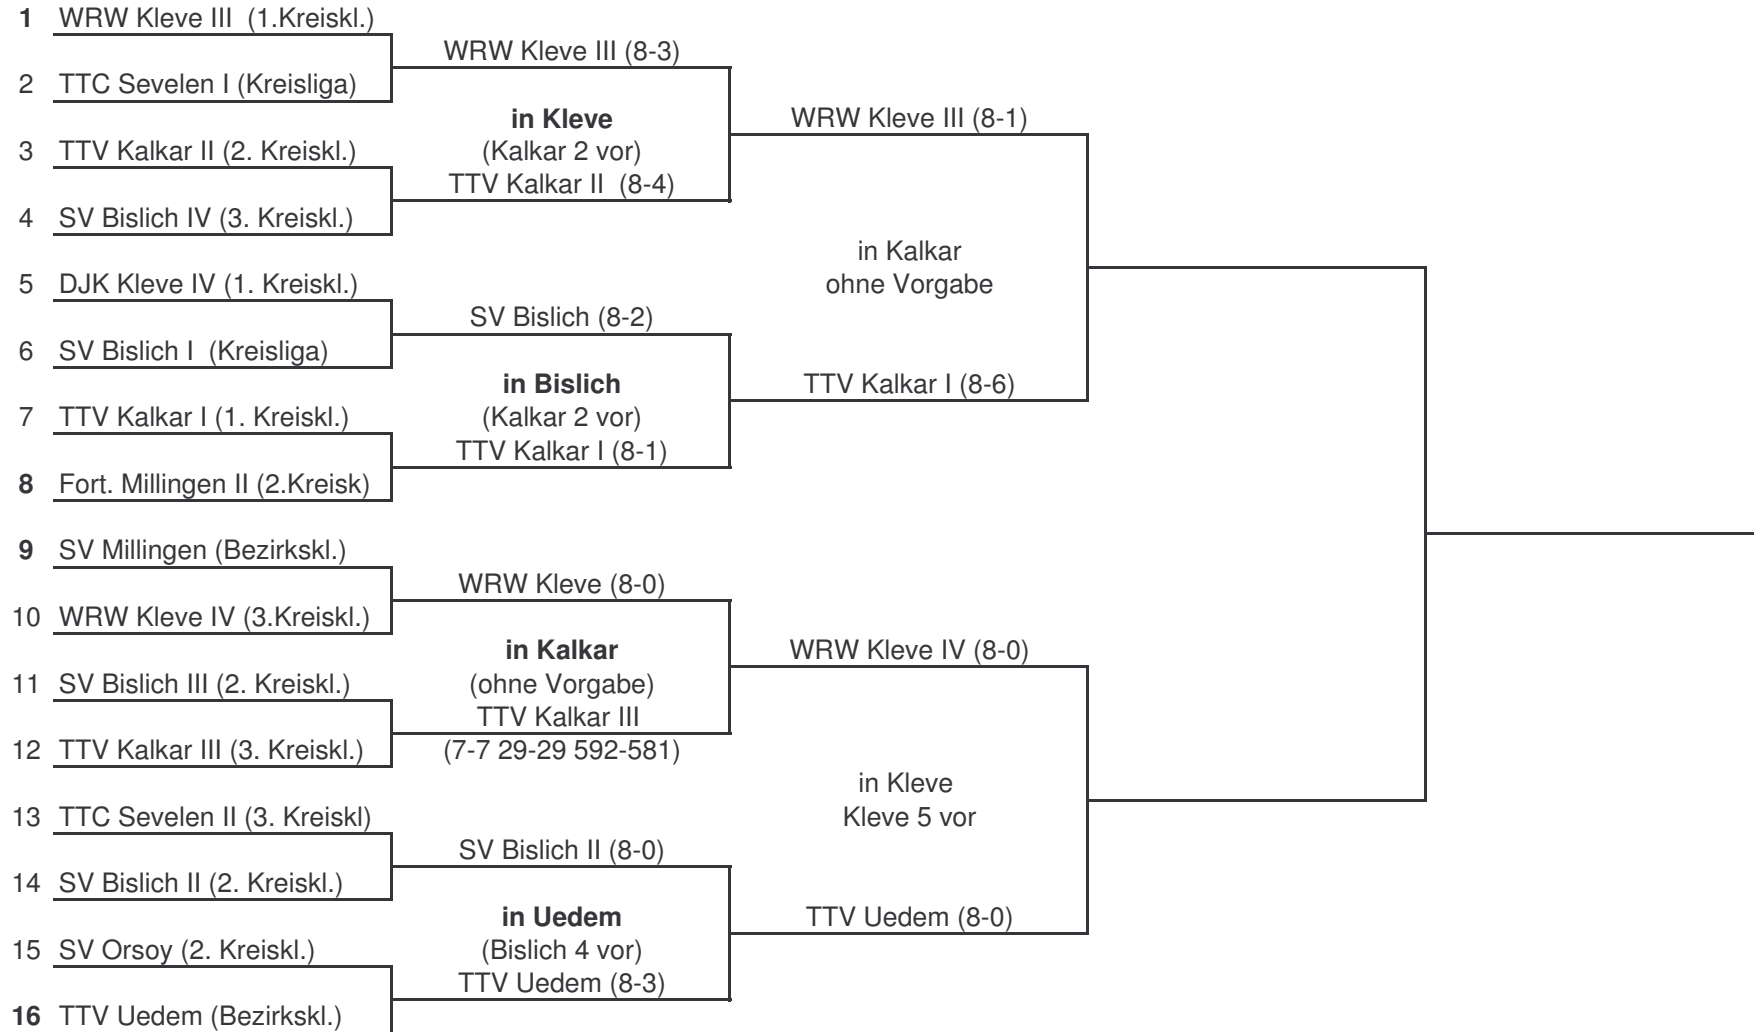 1 WRW Kleve III (1.Kreiskl.)
WRW Kleve III (8-3)
2 TTC Sevelen I (Kreisliga)
in Kleve
WRW Kleve III (8-1)
3 TTV Kalkar II (2. Kreiskl.)
(Kalkar 2 vor)
TTV Kalkar II (8-4)
4 SV Bislich IV (3. Kreiskl.)
in Kalkar
5 DJK Kleve IV (1. Kreiskl.)
ohne Vorgabe
SV Bislich (8-2)
6 SV Bislich I (Kreisliga)
in Bislich
TTV Kalkar I (8-6)
7 TTV Kalkar I (1. Kreiskl.)
(Kalkar 2 vor)
TTV Kalkar I (8-1)
8 Fort. Millingen II (2.Kreisk)
9 SV Millingen (Bezirkskl.)
WRW Kleve (8-0)
10 WRW Kleve IV (3.Kreiskl.)
in Kalkar
WRW Kleve IV (8-0)
11 SV Bislich III (2. Kreiskl.)
(ohne Vorgabe)
TTV Kalkar III
12 TTV Kalkar III (3. Kreiskl.)
(7-7 29-29 592-581)
in Kleve
13 TTC Sevelen II (3. Kreiskl)
Kleve 5 vor
SV Bislich II (8-0)
14 SV Bislich II (2. Kreiskl.)
in Uedem
TTV Uedem (8-0)
15 SV Orsoy (2. Kreiskl.)
(Bislich 4 vor)
TTV Uedem (8-3)
16 TTV Uedem (Bezirkskl.)